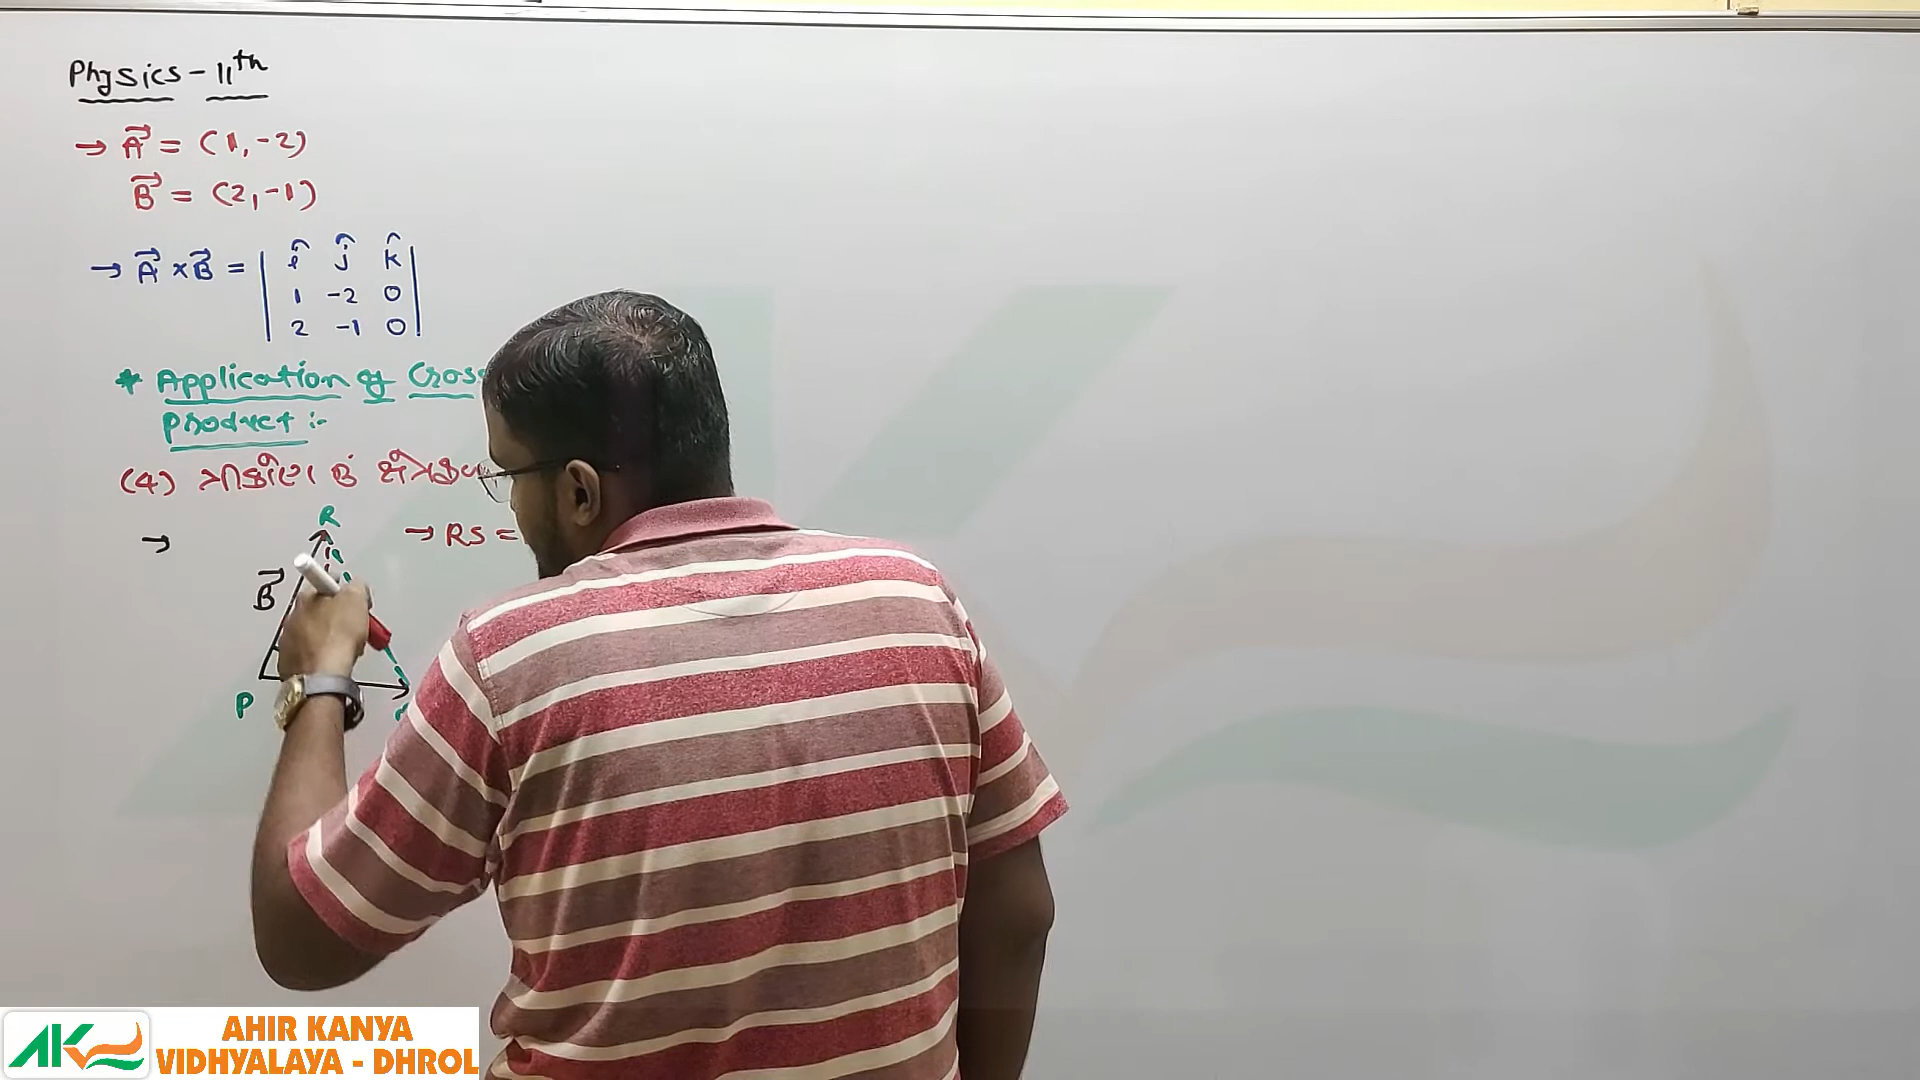 Physics - 11th
→ A⃗ = (1, -2)
B⃗ = (2, -1)
→ A⃗ × B⃗ = | î ĵ k̂ |
1 -2 0
2 -1 0
* Application of Cross
Product :-
(4) ત્રીકોણ નું
R
→ → RS =
B⃗
P
AK AHIR KANYA
VIDHYALAYA - DHROL